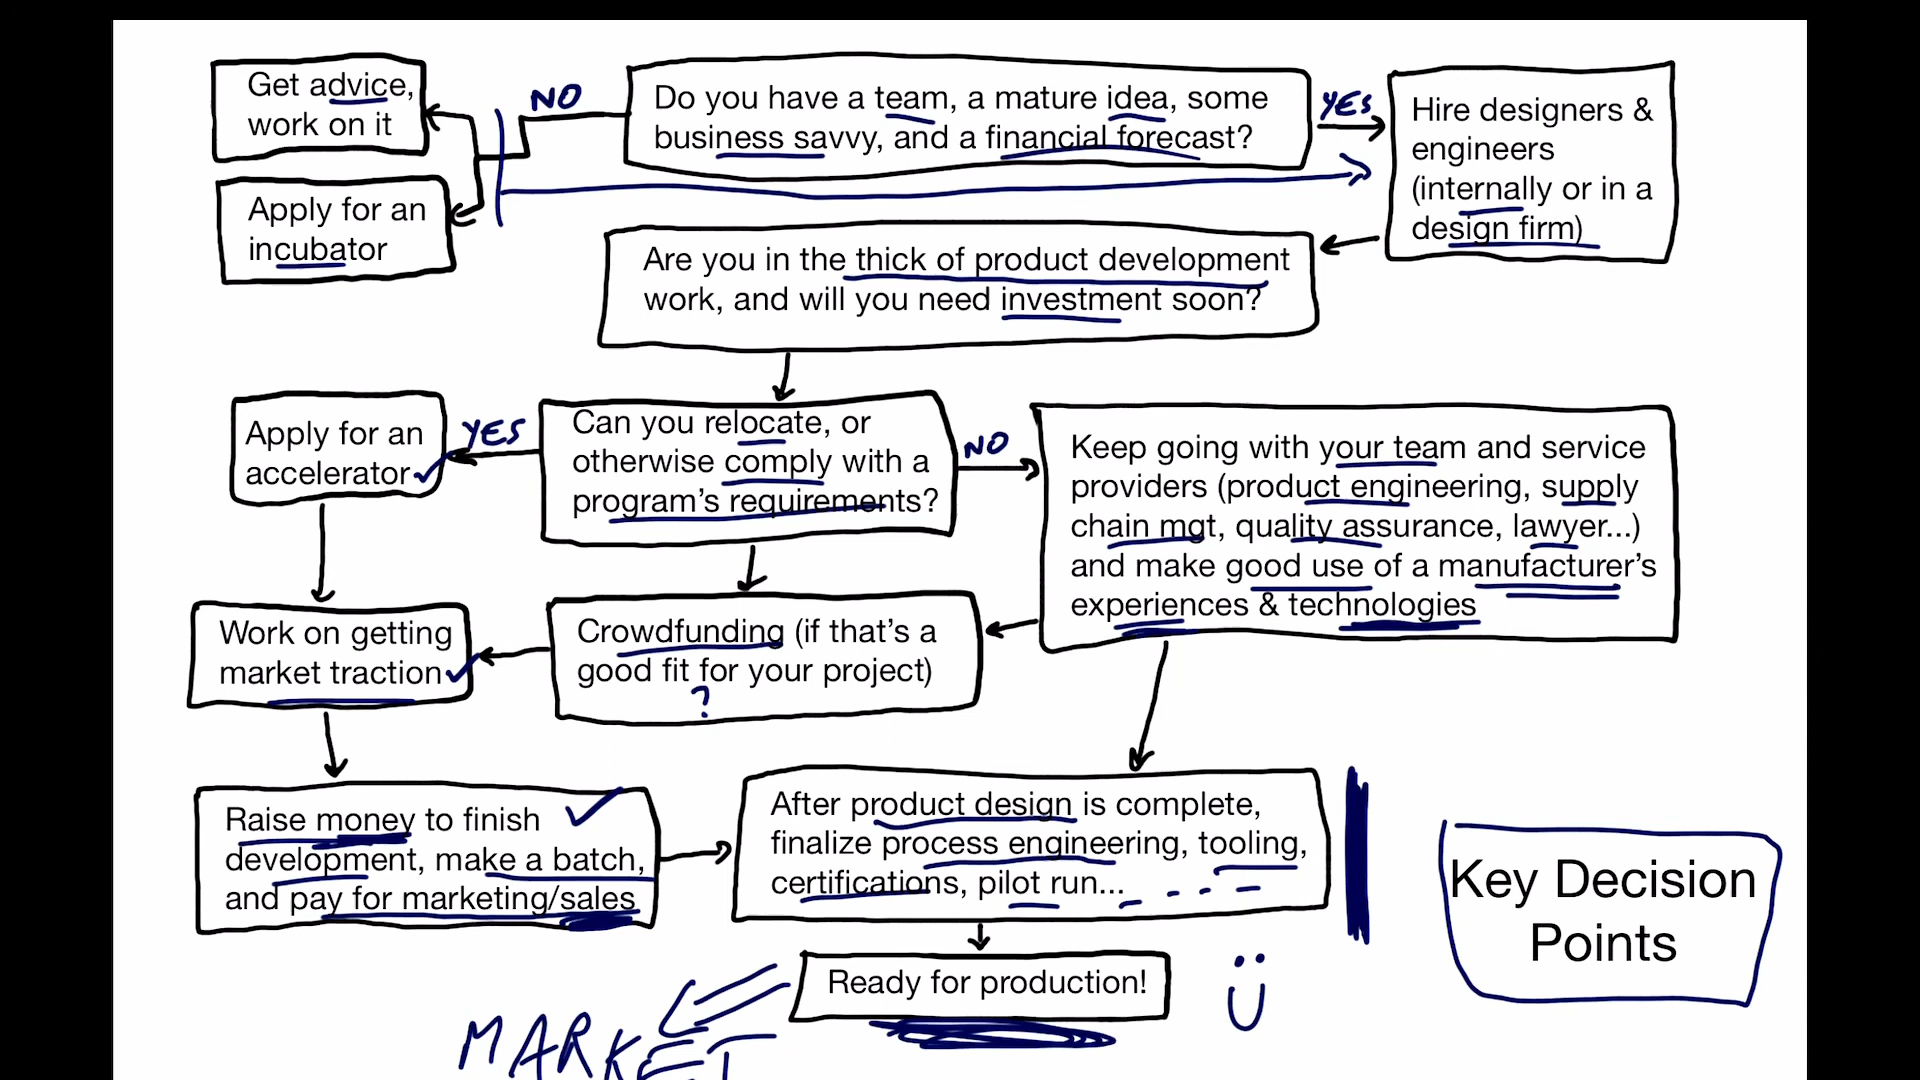 Get advice,
work on it
NO
Do you have a team, a mature idea, some
business savvy, and a financial forecast?
YES
Hire designers &
engineers
(internally or in a
design firm)
Apply for an
incubator
Are you in the thick of product development
work, and will you need investment soon?
Apply for an
accelerator
YES
Can you relocate, or
otherwise comply with a
program's requirements?
NO
Keep going with your team and service
providers (product engineering, supply
chain mgt, quality assurance, lawyer...)
and make good use of a manufacturer's
experiences & technologies
Work on getting
market traction
Crowdfunding (if that's a
good fit for your project)
?
Raise money to finish
development, make a batch,
and pay for marketing/sales
After product design is complete,
finalize process engineering, tooling,
certifications, pilot run...
Key Decision
Points
Ready for production!
MARKET